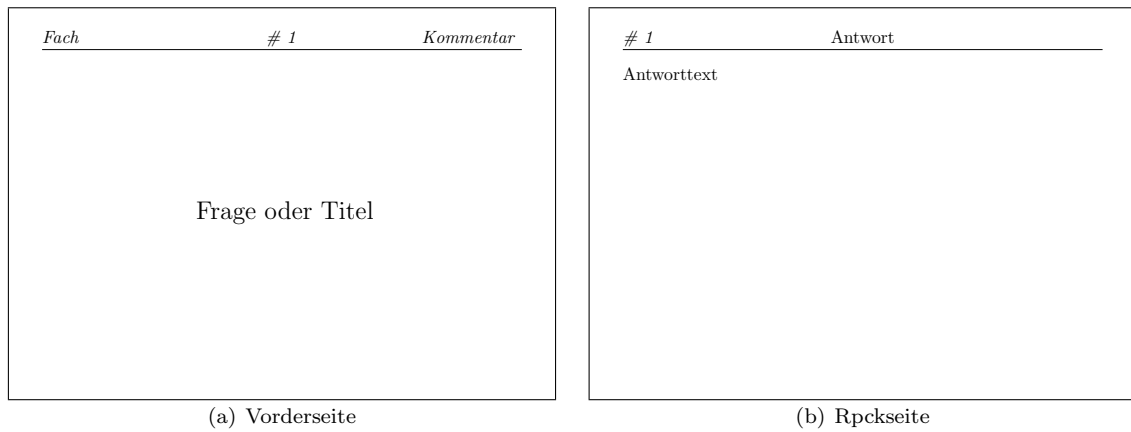 Fach # 1 Kommentar
Frage oder Titel
(a) Vorderseite
# 1 Antwort
Antworttext
(b) Rpckseite